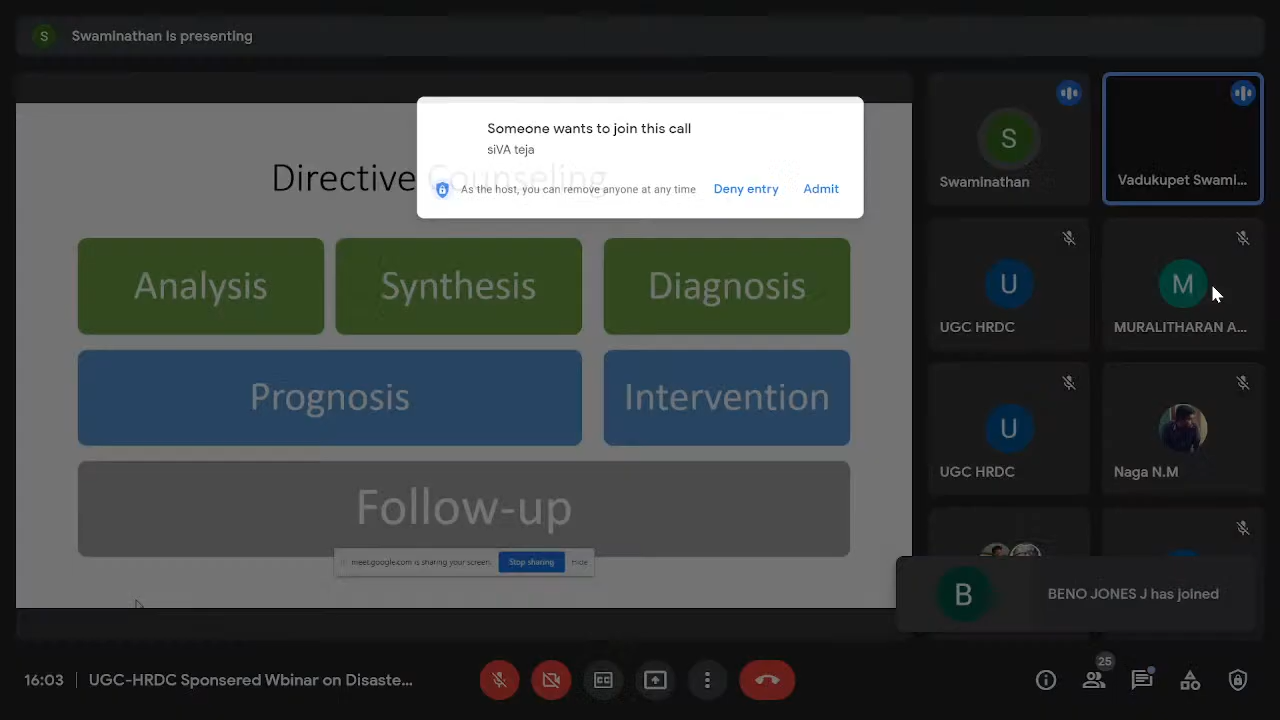 S
Swaminathan is presenting
Someone wants to join this call
siVA teja
As the host, you can remove anyone at any time
Deny entry
Admit
Directive Counseling
Analysis
Synthesis
Diagnosis
Prognosis
Intervention
Follow-up
meet.google.com is sharing your screen.
Stop sharing
Hide
S
Swaminathan
Vadukupet Swami...
U
UGC HRDC
M
MURALITHARAN A...
U
UGC HRDC
Naga N.M
B
BENO JONES J has joined
16:03
UGC-HRDC Sponsered Wbinar on Disaste...
CC
25